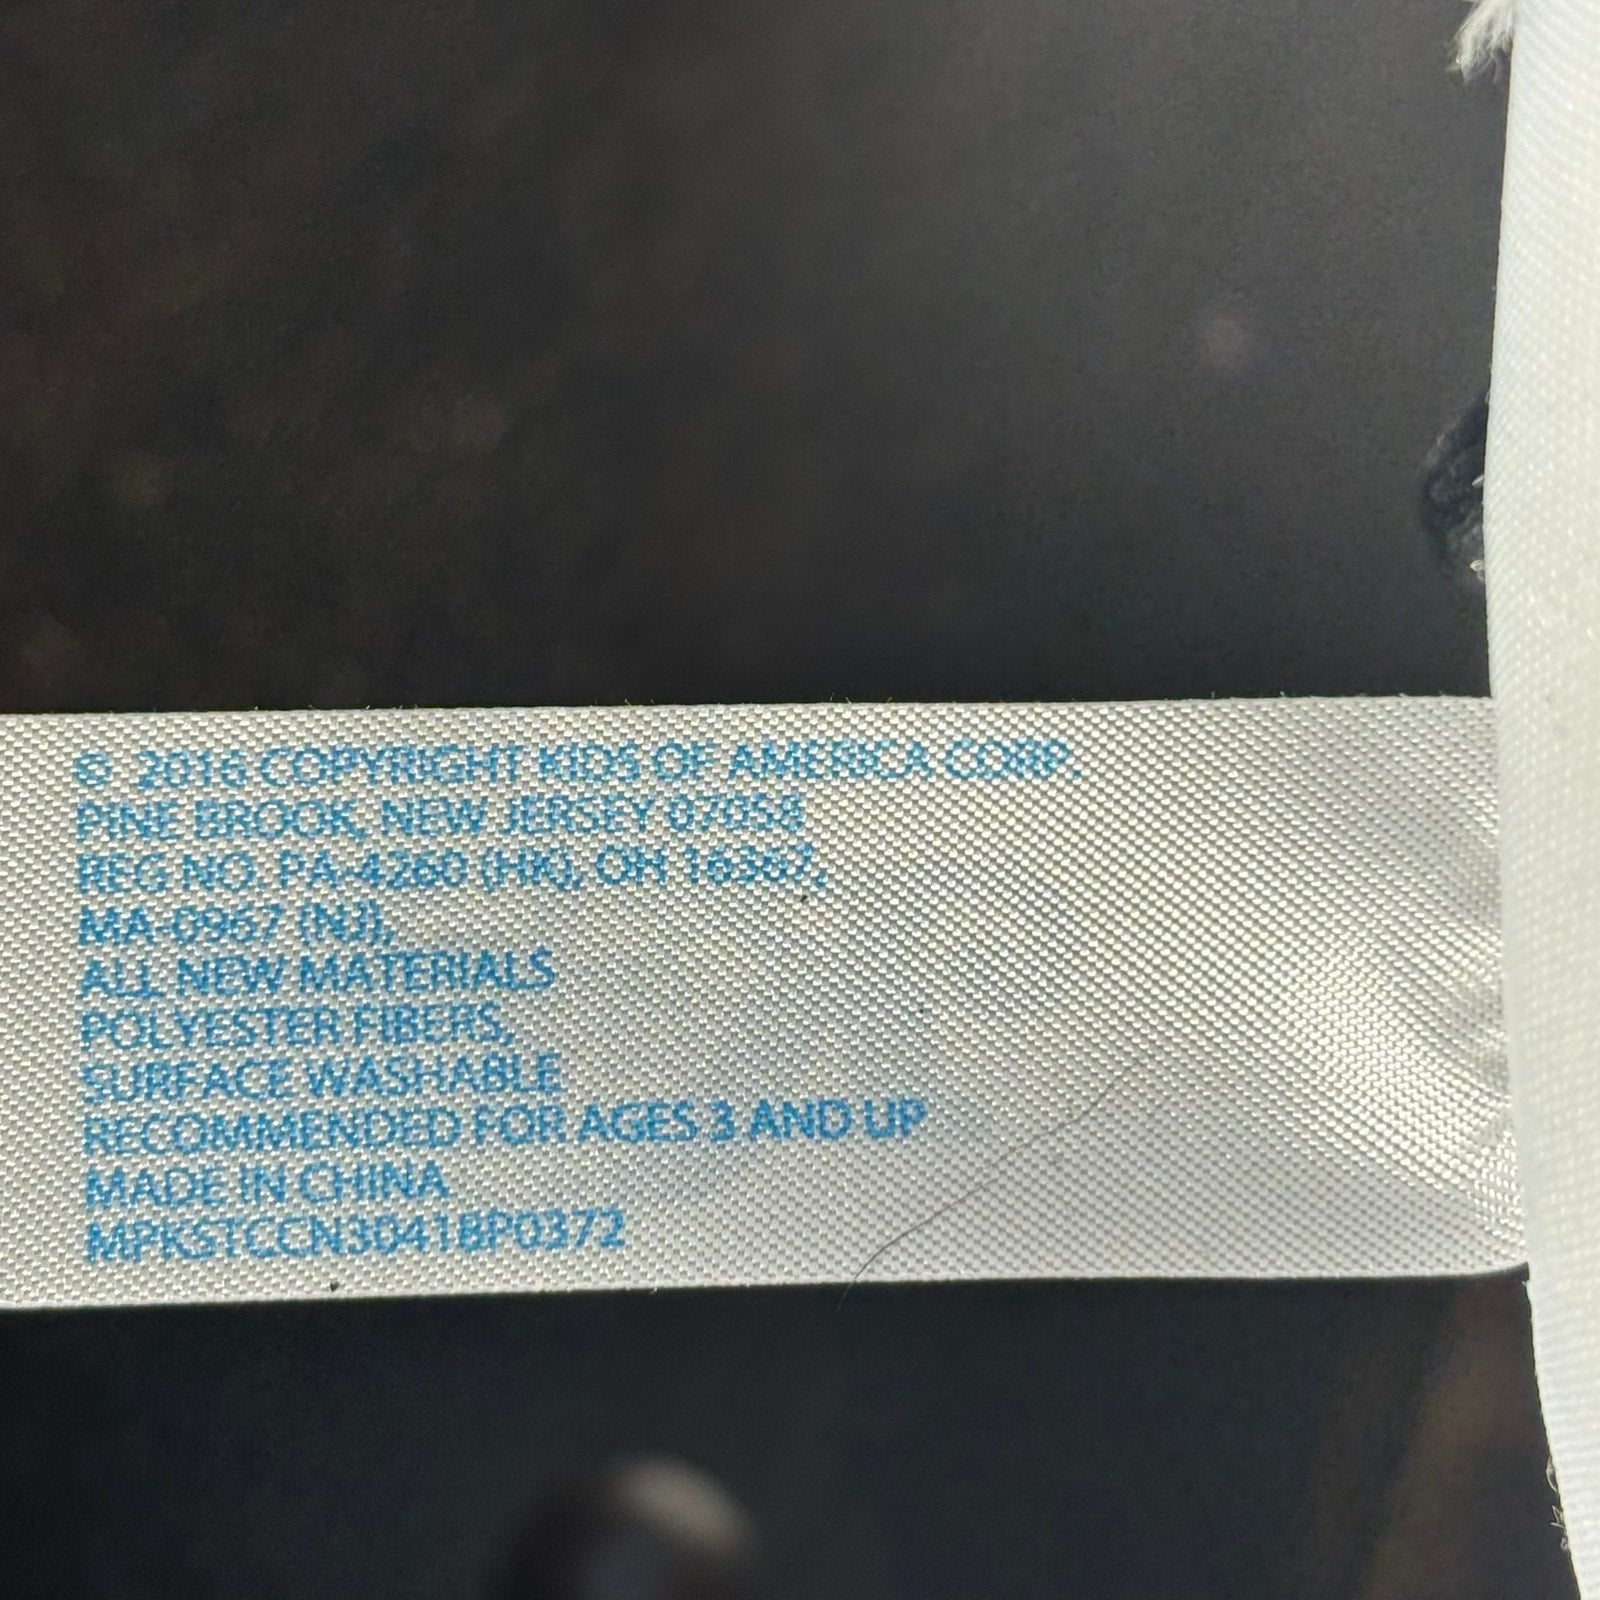 © 2016 COPYRIGHT KIDS OF AMERICA CORP.
PINE BROOK, NEW JERSEY 07058
REG NO. PA-4260 (HK), OH 16367,
MA-0967 (NJ),
ALL NEW MATERIALS
POLYESTER FIBERS,
SURFACE WASHABLE
RECOMMENDED FOR AGES 3 AND UP
MADE IN CHINA
MPKSTCCN30418P0372